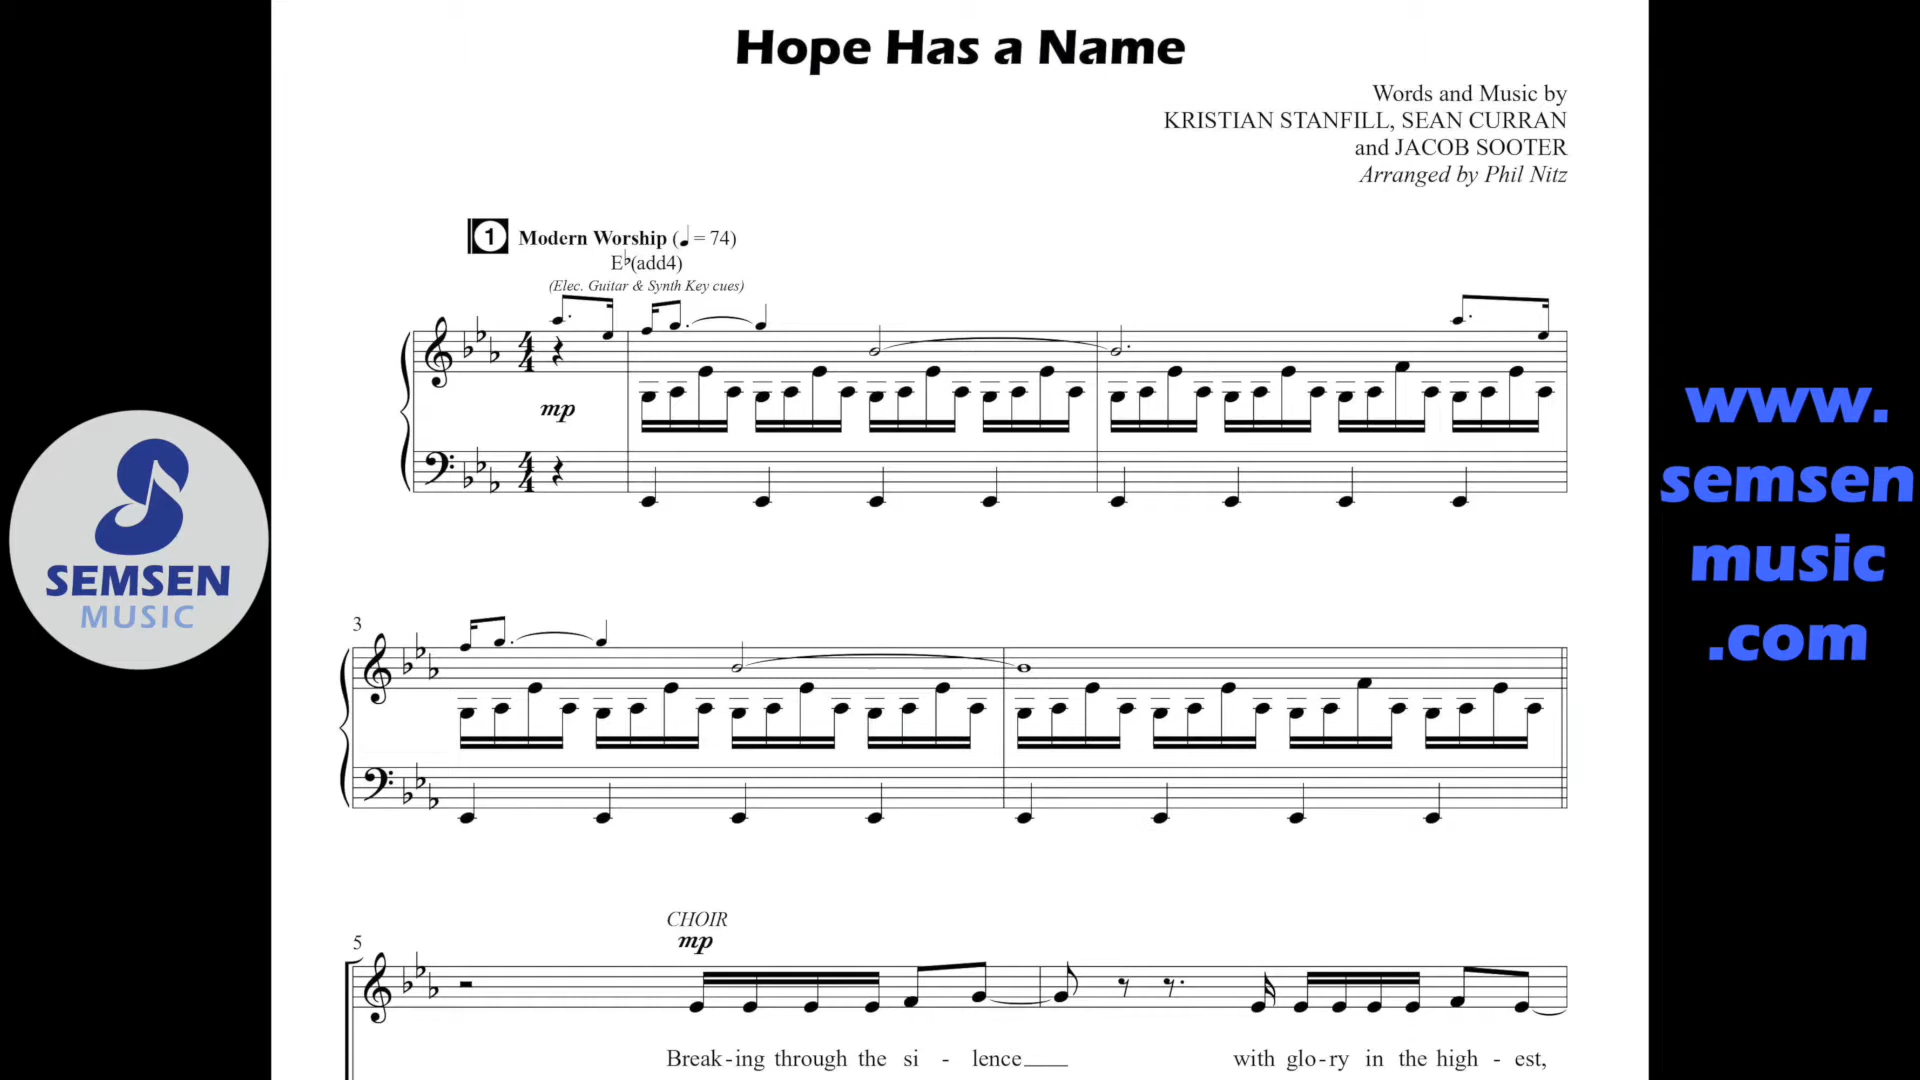 Hope Has a Name
Words and Music by
KRISTIAN STANFILL, SEAN CURRAN
and JACOB SOOTER
Arranged by Phil Nitz
1 Modern Worship (♩ = 74)
E♭(add4)
(Elec. Guitar & Synth Key cues)
mp
SEMSEN
MUSIC
www.
semsen
music
.com
3
CHOIR
mp
5
Break-ing through the si - lence____ with glo-ry in the high - est,